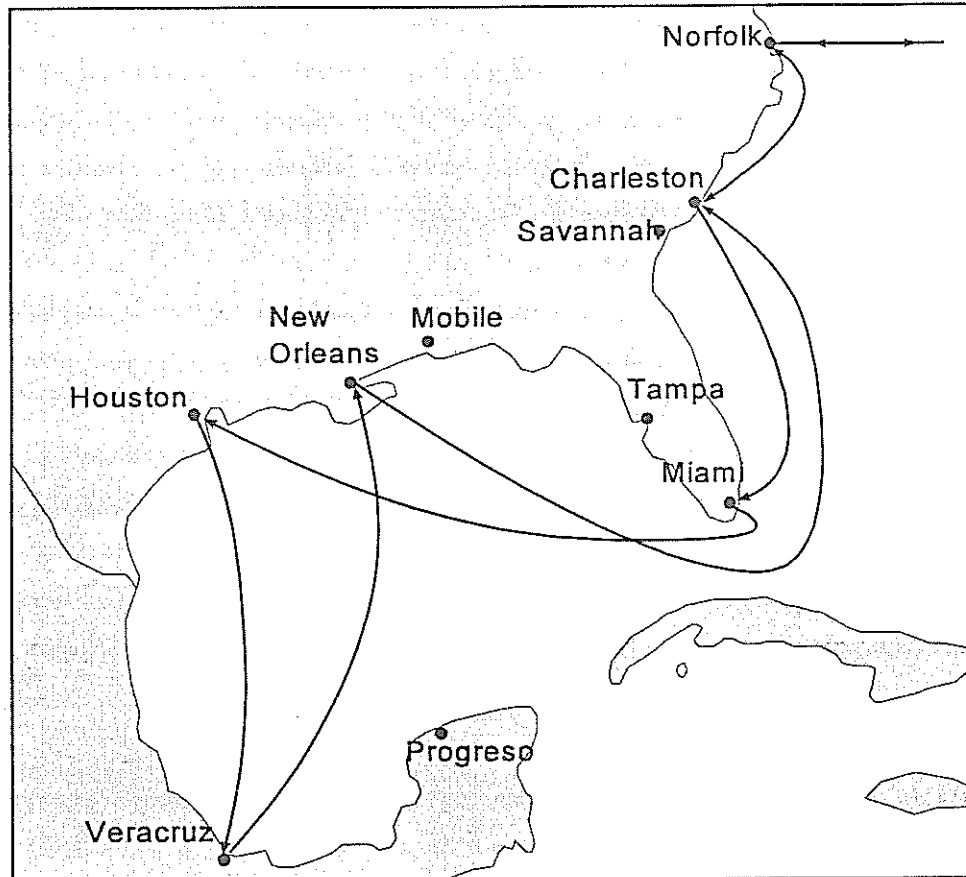 Norfolk
Charleston
Savannah
New
Orleans
Mobile
Houston
Tampa
Miami
Progreso
Veracruz